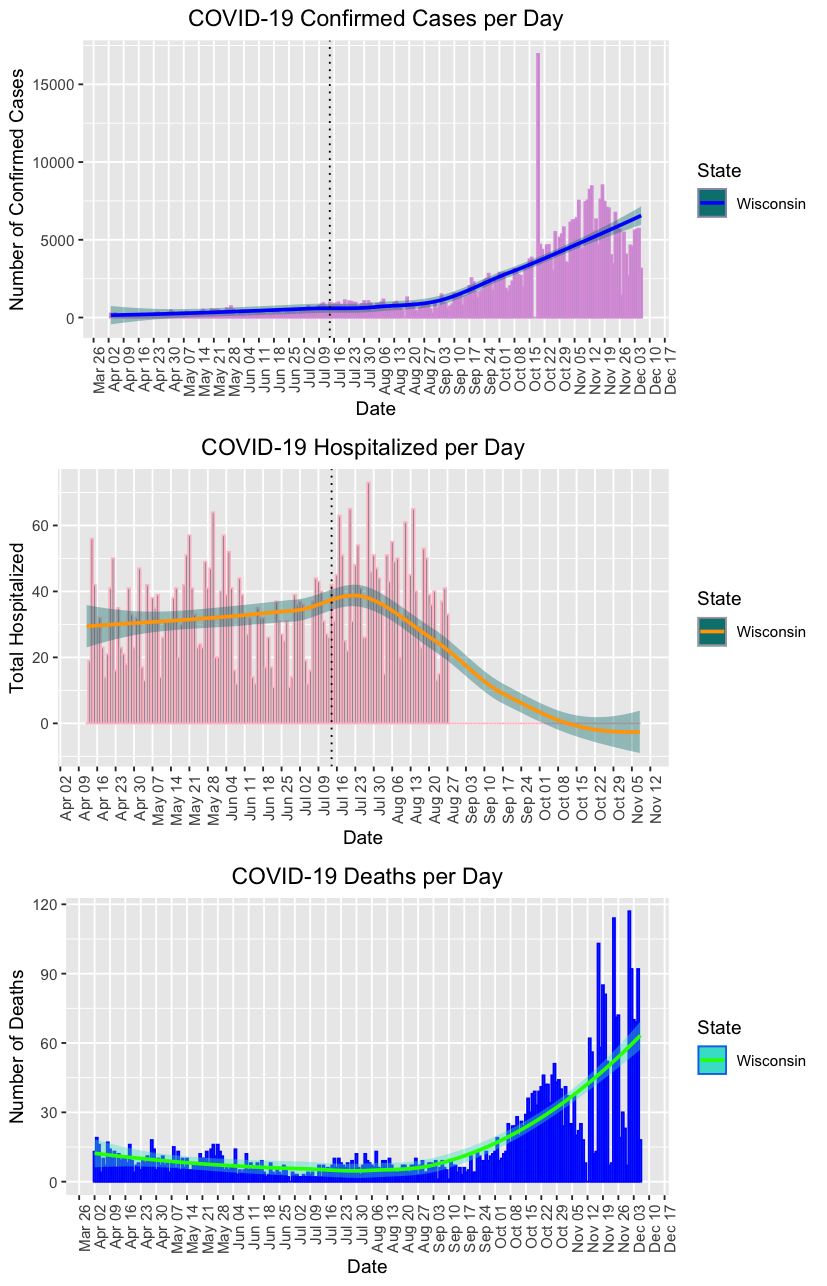 COVID-19 Confirmed Cases per Day
Number of Confirmed Cases
15000
10000
5000
0
Mar 26
Apr 02
Apr 09
Apr 16
Apr 23
Apr 30
May 07
May 14
May 21
May 28
Jun 04
Jun 11
Jun 18
Jun 25
Jul 02
Jul 09
Jul 16
Jul 23
Jul 30
Aug 06
Aug 13
Aug 20
Aug 27
Sep 03
Sep 10
Sep 17
Sep 24
Oct 01
Oct 08
Oct 15
Oct 22
Oct 29
Nov 05
Nov 12
Nov 19
Nov 26
Dec 03
Dec 10
Dec 17
Date
State
Wisconsin
COVID-19 Hospitalized per Day
Total Hospitalized
60
40
20
0
Apr 02
Apr 09
Apr 16
Apr 23
Apr 30
May 07
May 14
May 21
May 28
Jun 04
Jun 11
Jun 18
Jun 25
Jul 02
Jul 09
Jul 16
Jul 23
Jul 30
Aug 06
Aug 13
Aug 20
Aug 27
Sep 03
Sep 10
Sep 17
Sep 24
Oct 01
Oct 08
Oct 15
Oct 22
Oct 29
Nov 05
Nov 12
Date
State
Wisconsin
COVID-19 Deaths per Day
Number of Deaths
120
90
60
30
0
Mar 26
Apr 02
Apr 09
Apr 16
Apr 23
Apr 30
May 07
May 14
May 21
May 28
Jun 04
Jun 11
Jun 18
Jun 25
Jul 02
Jul 09
Jul 16
Jul 23
Jul 30
Aug 06
Aug 13
Aug 20
Aug 27
Sep 03
Sep 10
Sep 17
Sep 24
Oct 01
Oct 08
Oct 15
Oct 22
Oct 29
Nov 05
Nov 12
Nov 19
Nov 26
Dec 03
Dec 10
Dec 17
Date
State
Wisconsin